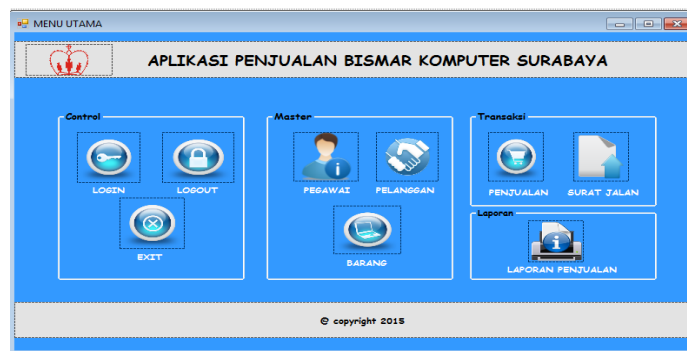 MENU UTAMA
APLIKASI PENJUALAN BISMAR KOMPUTER SURABAYA
Control
LOGIN
LOGOUT
EXIT
Master
PEGAWAI
PELANGGAN
BARANG
Transaksi
PENJUALAN
SURAT JALAN
Laporan
LAPORAN PENJUALAN
@ copyright 2015